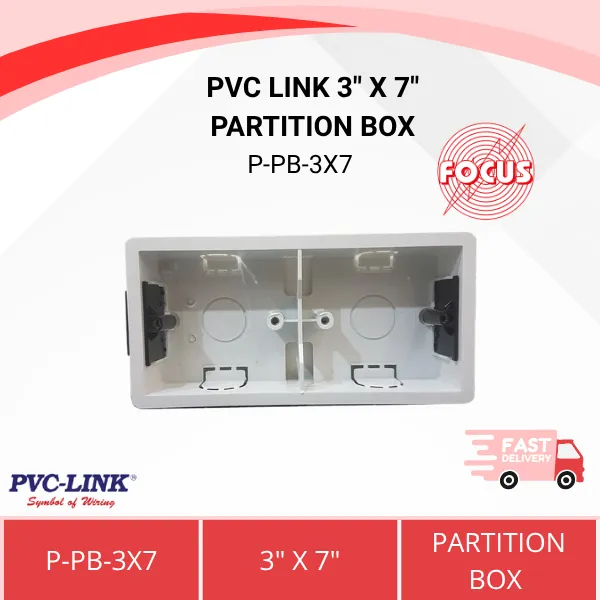 PVC LINK 3" X 7"
PARTITION BOX
P-PB-3X7
FOCUS
FAST
DELIVERY
PVC-LINK®
Symbol of Wiring
P-PB-3X7
3" X 7"
PARTITION
BOX